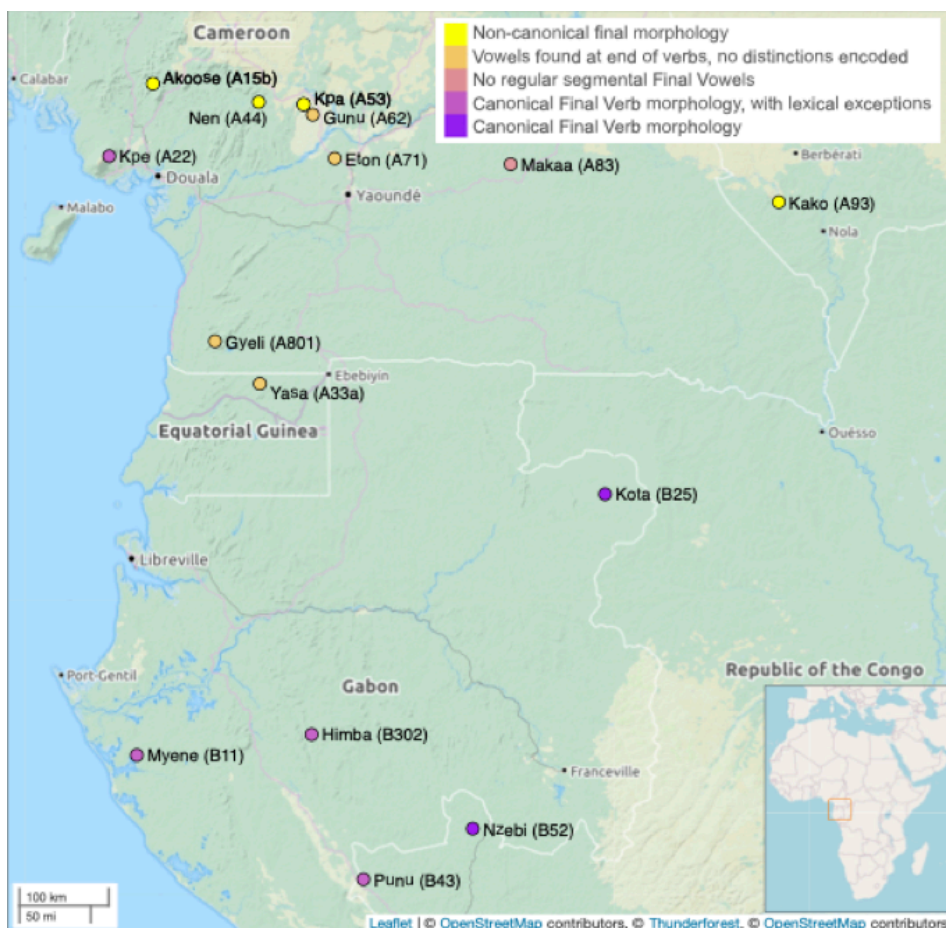 Cameroon
Non-canonical final morphology
Vowels found at end of verbs, no distinctions encoded
No regular segmental Final Vowels
Canonical Final Verb morphology, with lexical exceptions
Canonical Final Verb morphology
Calabar
Akoose (A15b)
Nen (A44)
Kpa (A53)
Gunu (A62)
Kpe (A22)
Eton (A71)
Makaa (A83)
Berbérati
Douala
Yaoundé
Malabo
Kako (A93)
Nola
Gyeli (A801)
Ebebiyin
Yasa (A33a)
Equatorial Guinea
Ouésso
Kota (B25)
Libreville
Port-Gentil
Gabon
Republic of the Congo
Himba (B302)
Myene (B11)
Franceville
Nzebi (B52)
Punu (B43)
100 km
50 mi
Leaflet | © OpenStreetMap contributors, © Thunderforest, © OpenStreetMap contributors